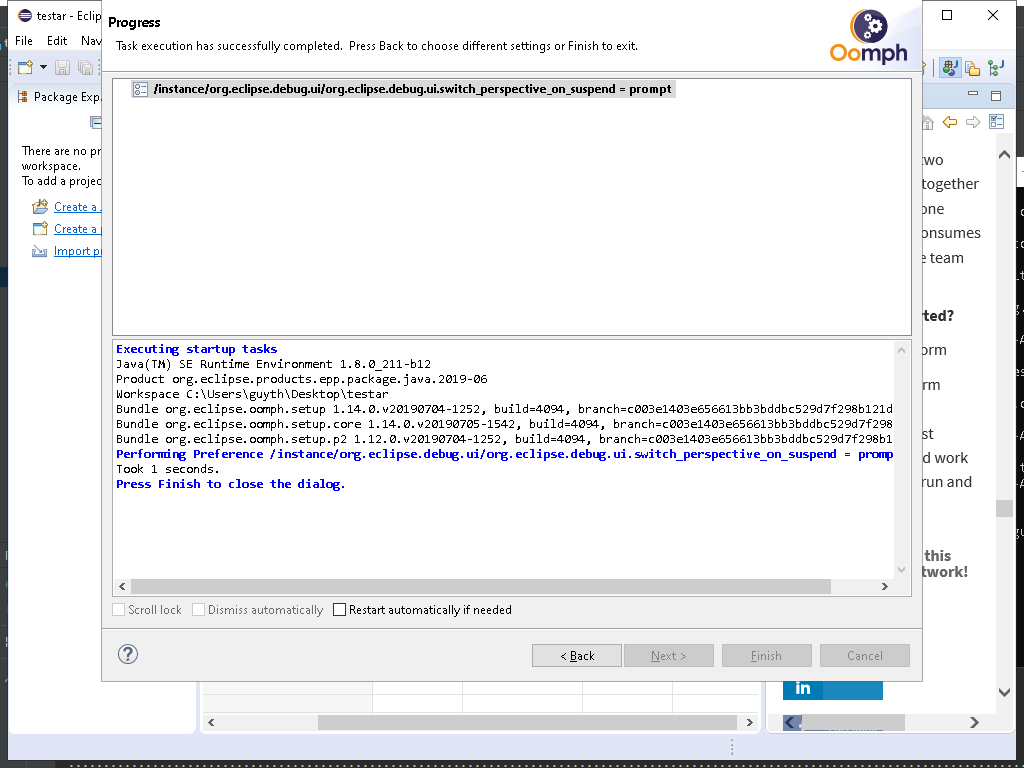 testar - Eclip
File Edit Nav
Package Exp
There are no pr
workspace.
To add a projec
Create a
Create a
Import p
Progress
Task execution has successfully completed. Press Back to choose different settings or Finish to exit.
Oomph
/instance/org.eclipse.debug.ui/org.eclipse.debug.ui.switch_perspective_on_suspend = prompt
Executing startup tasks
Java(TM) SE Runtime Environment 1.8.0_211-b12
Product org.eclipse.products.epp.package.java.2019-06
Workspace C:\Users\guyth\Desktop\testar
Bundle org.eclipse.oomph.setup 1.14.0.v20190704-1252, build=4094, branch=c003e1403e656613bb3bddbc529d7f298b121d
Bundle org.eclipse.oomph.setup.core 1.14.0.v20190705-1542, build=4094, branch=c003e1403e656613bb3bddbc529d7f298
Bundle org.eclipse.oomph.setup.p2 1.12.0.v20190704-1252, build=4094, branch=c003e1403e656613bb3bddbc529d7f298b1
Performing Preference /instance/org.eclipse.debug.ui/org.eclipse.debug.ui.switch_perspective_on_suspend = promp
Took 1 seconds.
Press Finish to close the dialog.
Scroll lock Dismiss automatically Restart automatically if needed
< Back Next > Finish Cancel
two
together
one
onsumes
e team
ted?
orm
rm
st
d work
run and
this
twork!
in